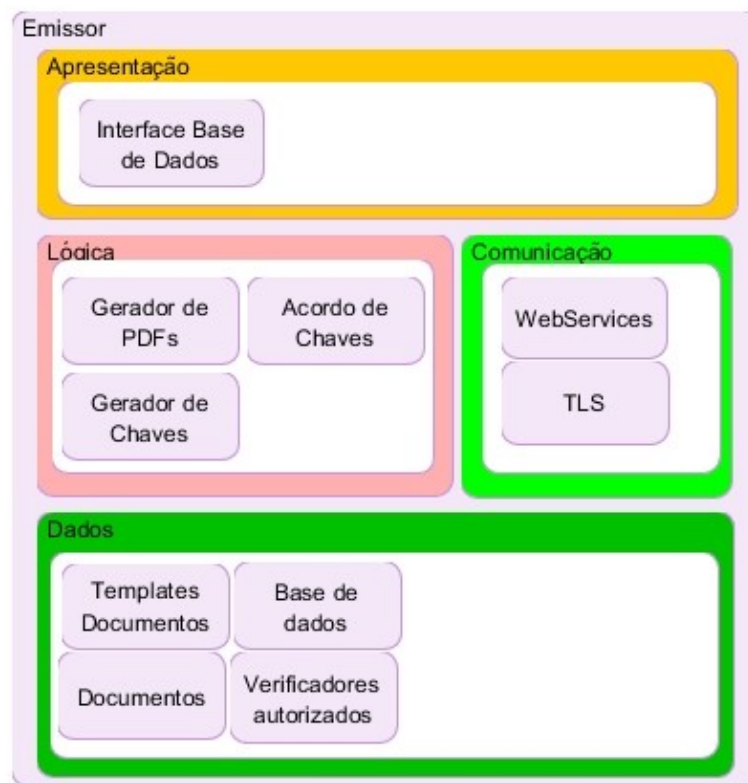 Emissor
Apresentação
Interface Base
de Dados
Lógica
Gerador de
PDFs
Acordo de
Chaves
Gerador de
Chaves
Comunicação
WebServices
TLS
Dados
Templates
Documentos
Base de
dados
Documentos
Verificadores
autorizados